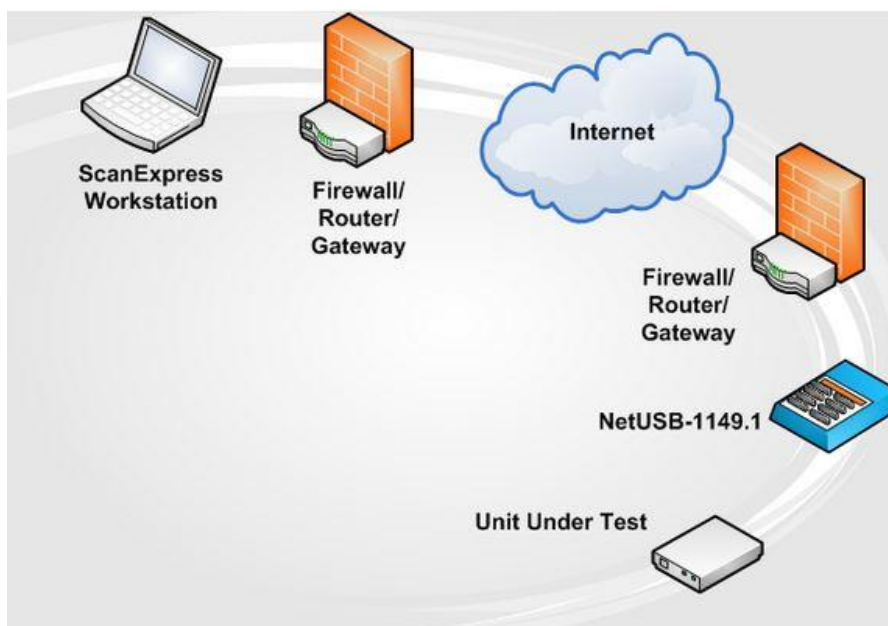 ScanExpress
Workstation
Firewall/
Router/
Gateway
Internet
Firewall/
Router/
Gateway
NetUSB-1149.1
Unit Under Test